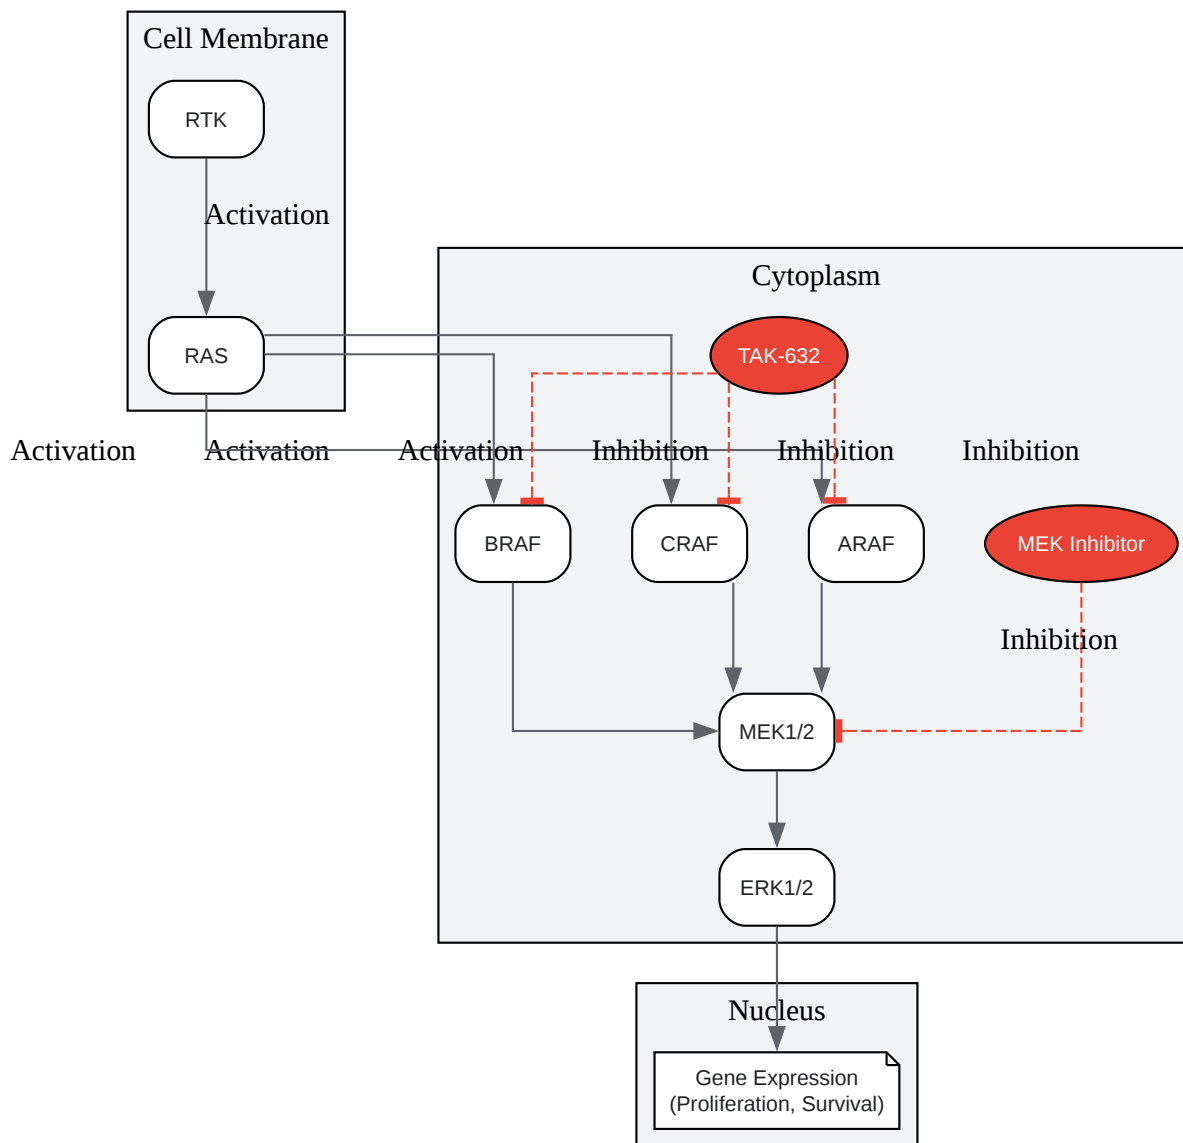 Cell Membrane
RTK
Activation
Cytoplasm
RAS
TAK-632
Activation
Activation
Activation
Inhibition
Inhibition
Inhibition
BRAF
CRAF
ARAF
MEK Inhibitor
Inhibition
MEK1/2
ERK1/2
Nucleus
Gene Expression
(Proliferation, Survival)